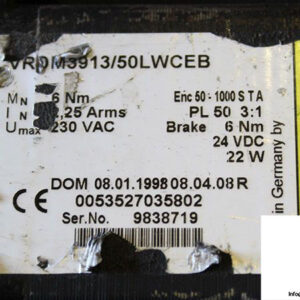 VRDM3913/50LWCEB
MN 6 Nm Enc 50 - 1000 S T A
IN 2,25 Arms PL 50 3:1
Umax 230 VAC Brake 6 Nm
24 VDC
22 W
DOM 08.01.1998 08.04.08 R
0053527035802
CE Ser.No. 9838719
in Germany by